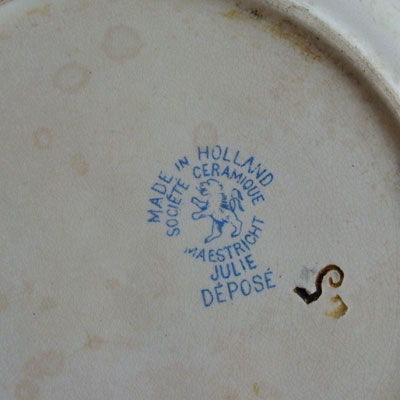 MADE IN HOLLAND
SOCIÉTÉ CERAMIQUE
MAESTRICHT
JULIE
DÉPOSÉ